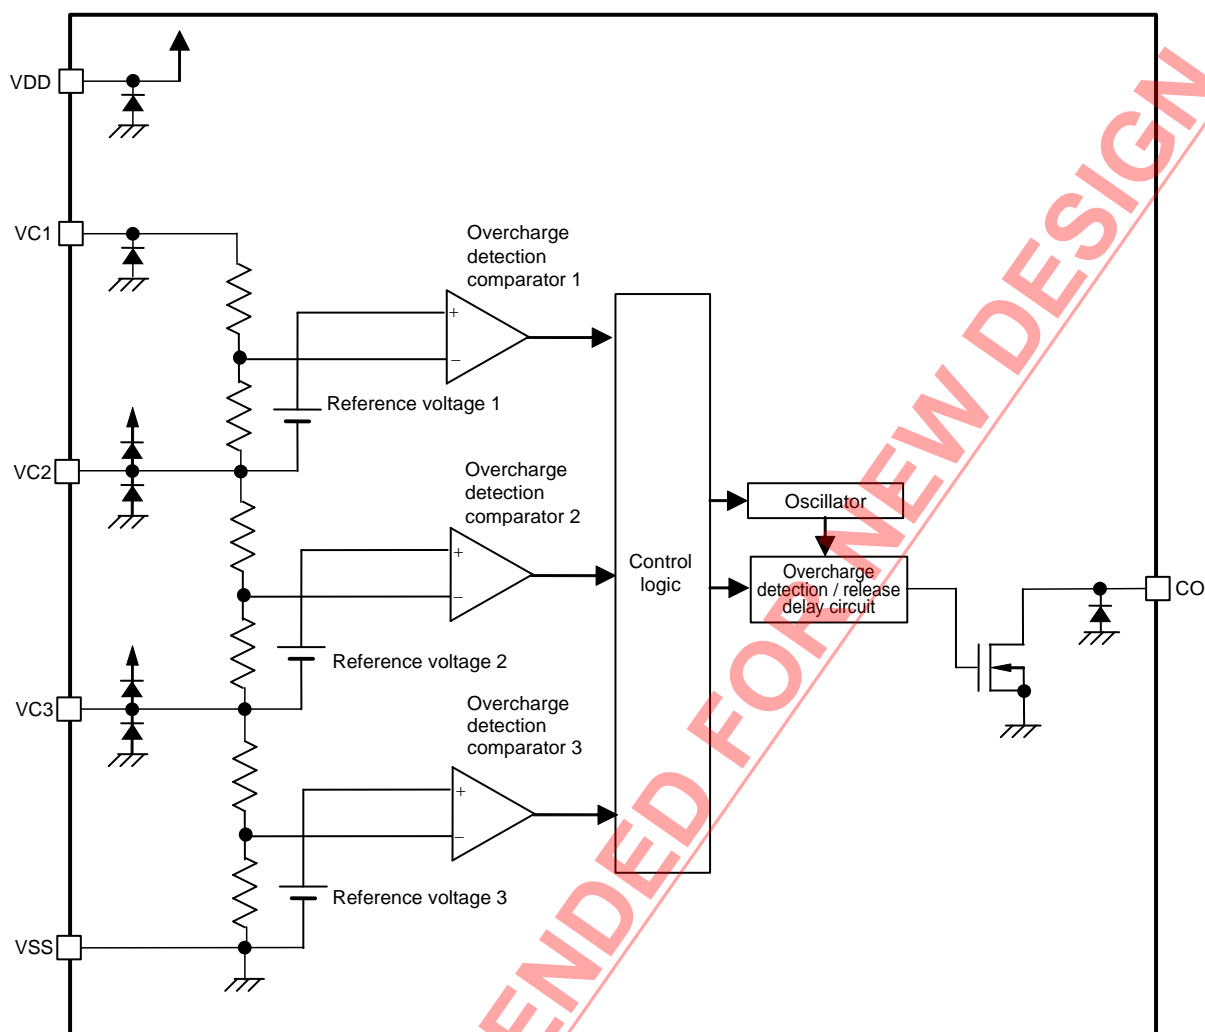 VDD
VC1
Overcharge
detection
comparator 1
+
−
Reference voltage 1
VC2
Overcharge
detection
comparator 2
+
−
Oscillator
Control
logic
Overcharge
detection / release
delay circuit
CO
Reference voltage 2
VC3
Overcharge
detection
comparator 3
+
−
Reference voltage 3
VSS
ENDED FOR NEW DESIGN